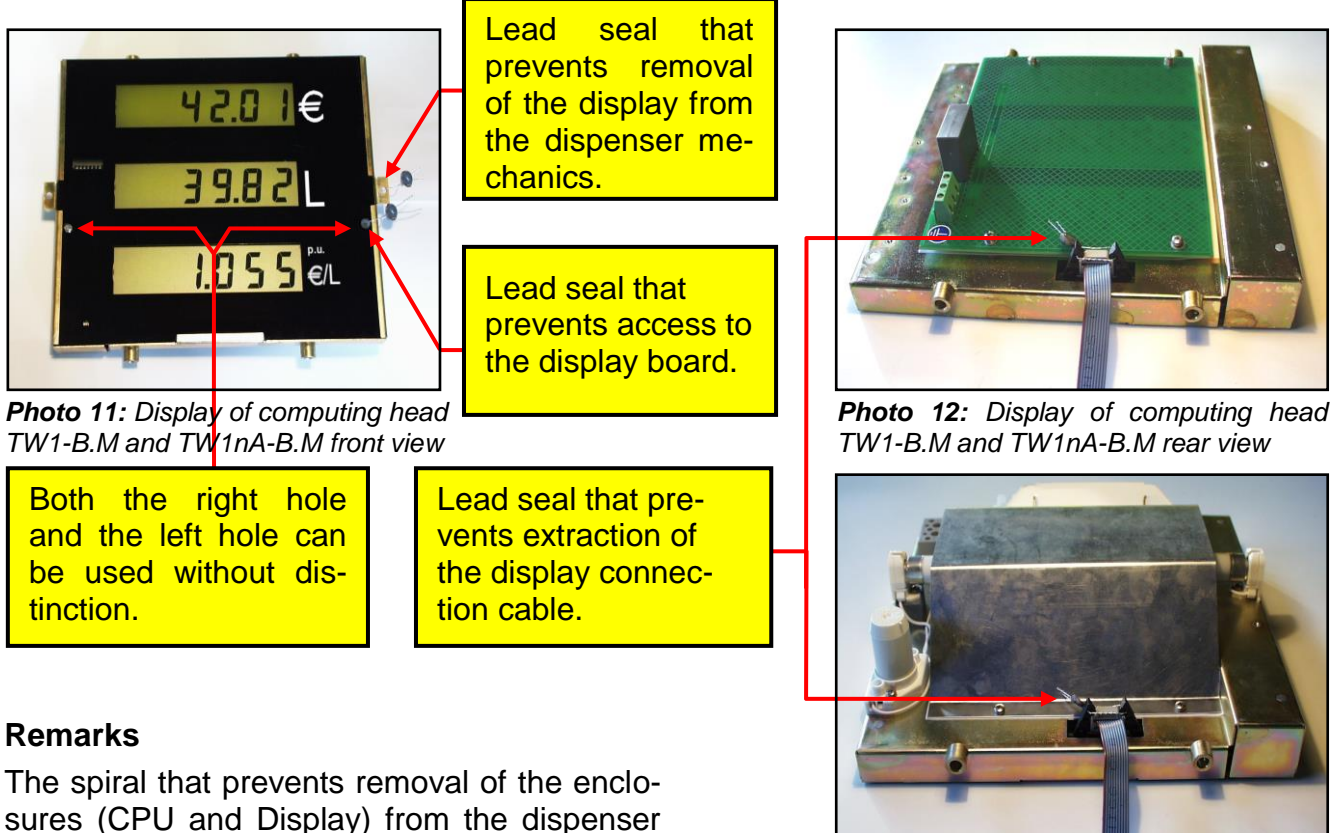 Lead seal that
prevents removal
of the display from
the dispenser me-
chanics.
42.01 €
39.82 L
p.u.
1.055 €/L
Lead seal that
prevents access to
the display board.
Photo 11: Display of computing head
TW1-B.M and TW1nA-B.M front view
Photo 12: Display of computing head
TW1-B.M and TW1nA-B.M rear view
Both the right hole
and the left hole can
be used without dis-
tinction.
Lead seal that pre-
vents extraction of
the display connec-
tion cable.
Remarks
The spiral that prevents removal of the enclo-
sures (CPU and Display) from the dispenser